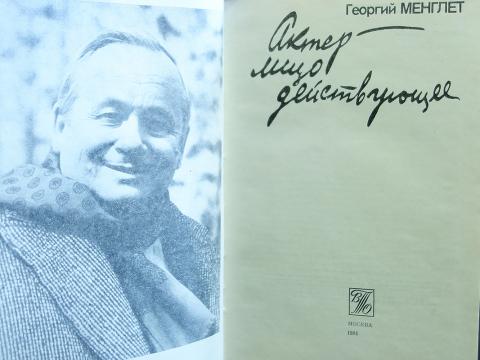 Георгий МЕНГЛЕТ
Актер —
лицо
действующее
ВТО
МОСКВА